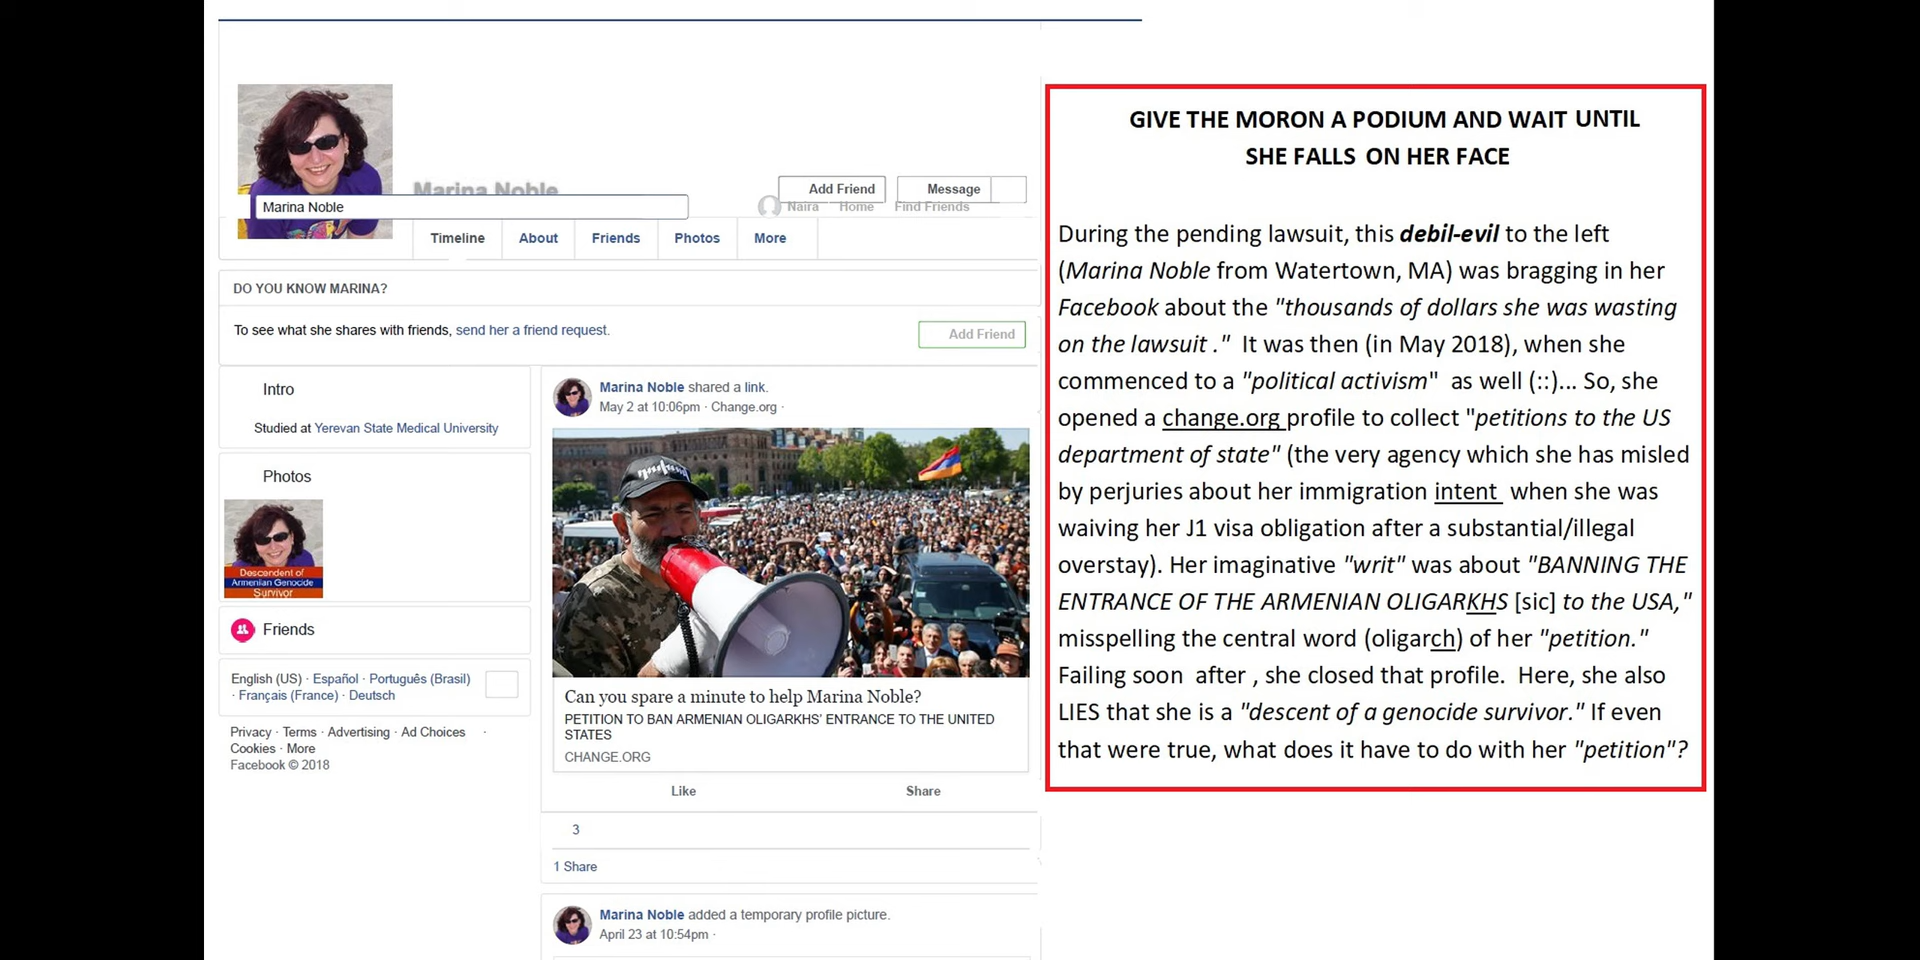 Marina Noble
Add Friend
Message
Marina Noble
Naira
Home
Find Friends
Timeline
About
Friends
Photos
More
DO YOU KNOW MARINA?
To see what she shares with friends, send her a friend request.
Add Friend
Intro
Studied at Yerevan State Medical University
Photos
Descendent of
Armenian Genocide
Survivor
Friends
English (US) · Español · Português (Brasil)
· Français (France) · Deutsch
Privacy · Terms · Advertising · Ad Choices ·
Cookies · More
Facebook © 2018
Marina Noble shared a link.
May 2 at 10:06pm · Change.org ·
Can you spare a minute to help Marina Noble?
PETITION TO BAN ARMENIAN OLIGARKHS' ENTRANCE TO THE UNITED
STATES
CHANGE.ORG
Like
Share
3
1 Share
Marina Noble added a temporary profile picture.
April 23 at 10:54pm ·
GIVE THE MORON A PODIUM AND WAIT UNTIL
SHE FALLS ON HER FACE
During the pending lawsuit, this debil-evil to the left
(Marina Noble from Watertown, MA) was bragging in her
Facebook about the "thousands of dollars she was wasting
on the lawsuit ." It was then (in May 2018), when she
commenced to a "political activism" as well (::)... So, she
opened a change.org profile to collect "petitions to the US
department of state" (the very agency which she has misled
by perjuries about her immigration intent when she was
waiving her J1 visa obligation after a substantial/illegal
overstay). Her imaginative "writ" was about "BANNING THE
ENTRANCE OF THE ARMENIAN OLIGARKHS [sic] to the USA,"
misspelling the central word (oligarch) of her "petition."
Failing soon after , she closed that profile. Here, she also
LIES that she is a "descent of a genocide survivor." If even
that were true, what does it have to do with her "petition"?